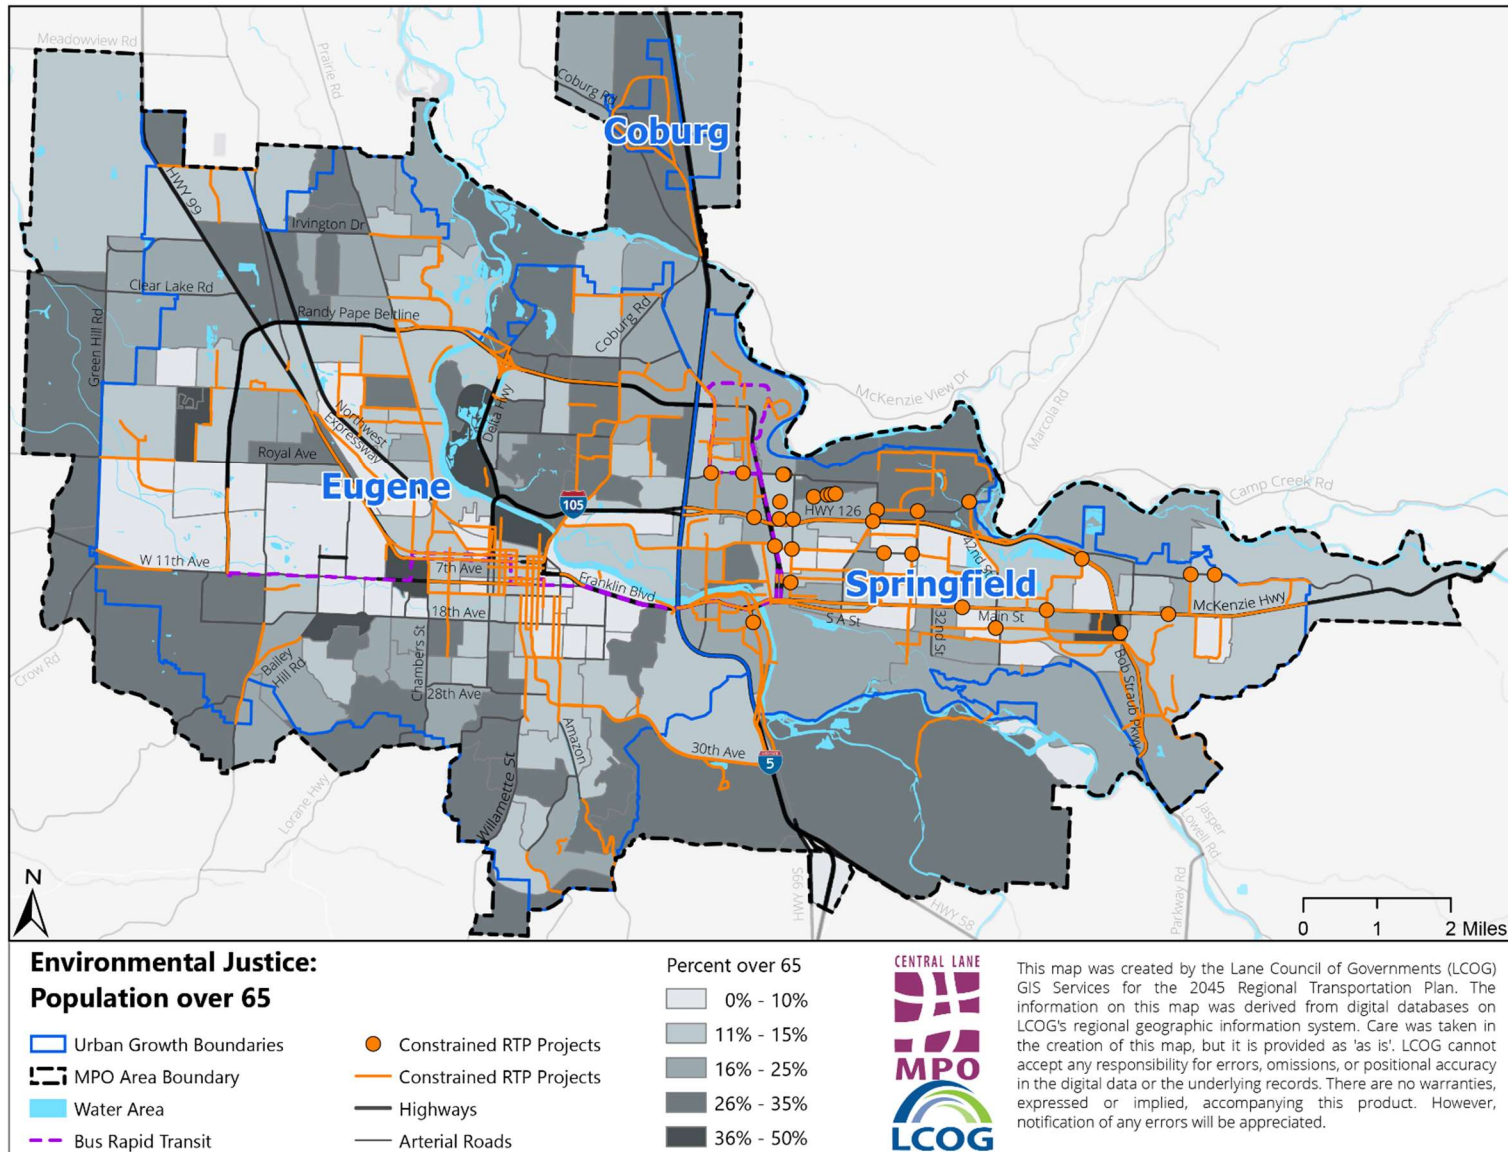 Meadowview Rd
Prairie Rd
Coburg Rd
Coburg
HWY 99
Irvington Dr
Clear Lake Rd
Green Hill Rd
Randy Pape Beltline
Coburg Rd
McKenzie View Dr
Marcola Rd
Delta Hwy
Northwest
Expressway
Royal Ave
Eugene
105
HWY 126
Camp Creek Rd
42nd St
W 11th Ave
7th Ave
Franklin Blvd
Springfield
McKenzie Hwy
18th Ave
S A St
32nd St
Main St
Crow Rd
Bailey
Hill Rd
Chambers St
28th Ave
Bob Straub Pkwy
Amazon
30th Ave
5
Willamette St
Lorane Hwy
Jasper
Lowell Rd
HWY 99S
HWY 58
Parkway Rd
N
0 1 2 Miles
Environmental Justice:
Population over 65
Urban Growth Boundaries
MPO Area Boundary
Water Area
Bus Rapid Transit
Constrained RTP Projects
Constrained RTP Projects
Highways
Arterial Roads
Percent over 65
0% - 10%
11% - 15%
16% - 25%
26% - 35%
36% - 50%
CENTRAL LANE
MPO
LCOG
This map was created by the Lane Council of Governments (LCOG)
GIS Services for the 2045 Regional Transportation Plan. The
information on this map was derived from digital databases on
LCOG's regional geographic information system. Care was taken in
the creation of this map, but it is provided as 'as is'. LCOG cannot
accept any responsibility for errors, omissions, or positional accuracy
in the digital data or the underlying records. There are no warranties,
expressed or implied, accompanying this product. However,
notification of any errors will be appreciated.